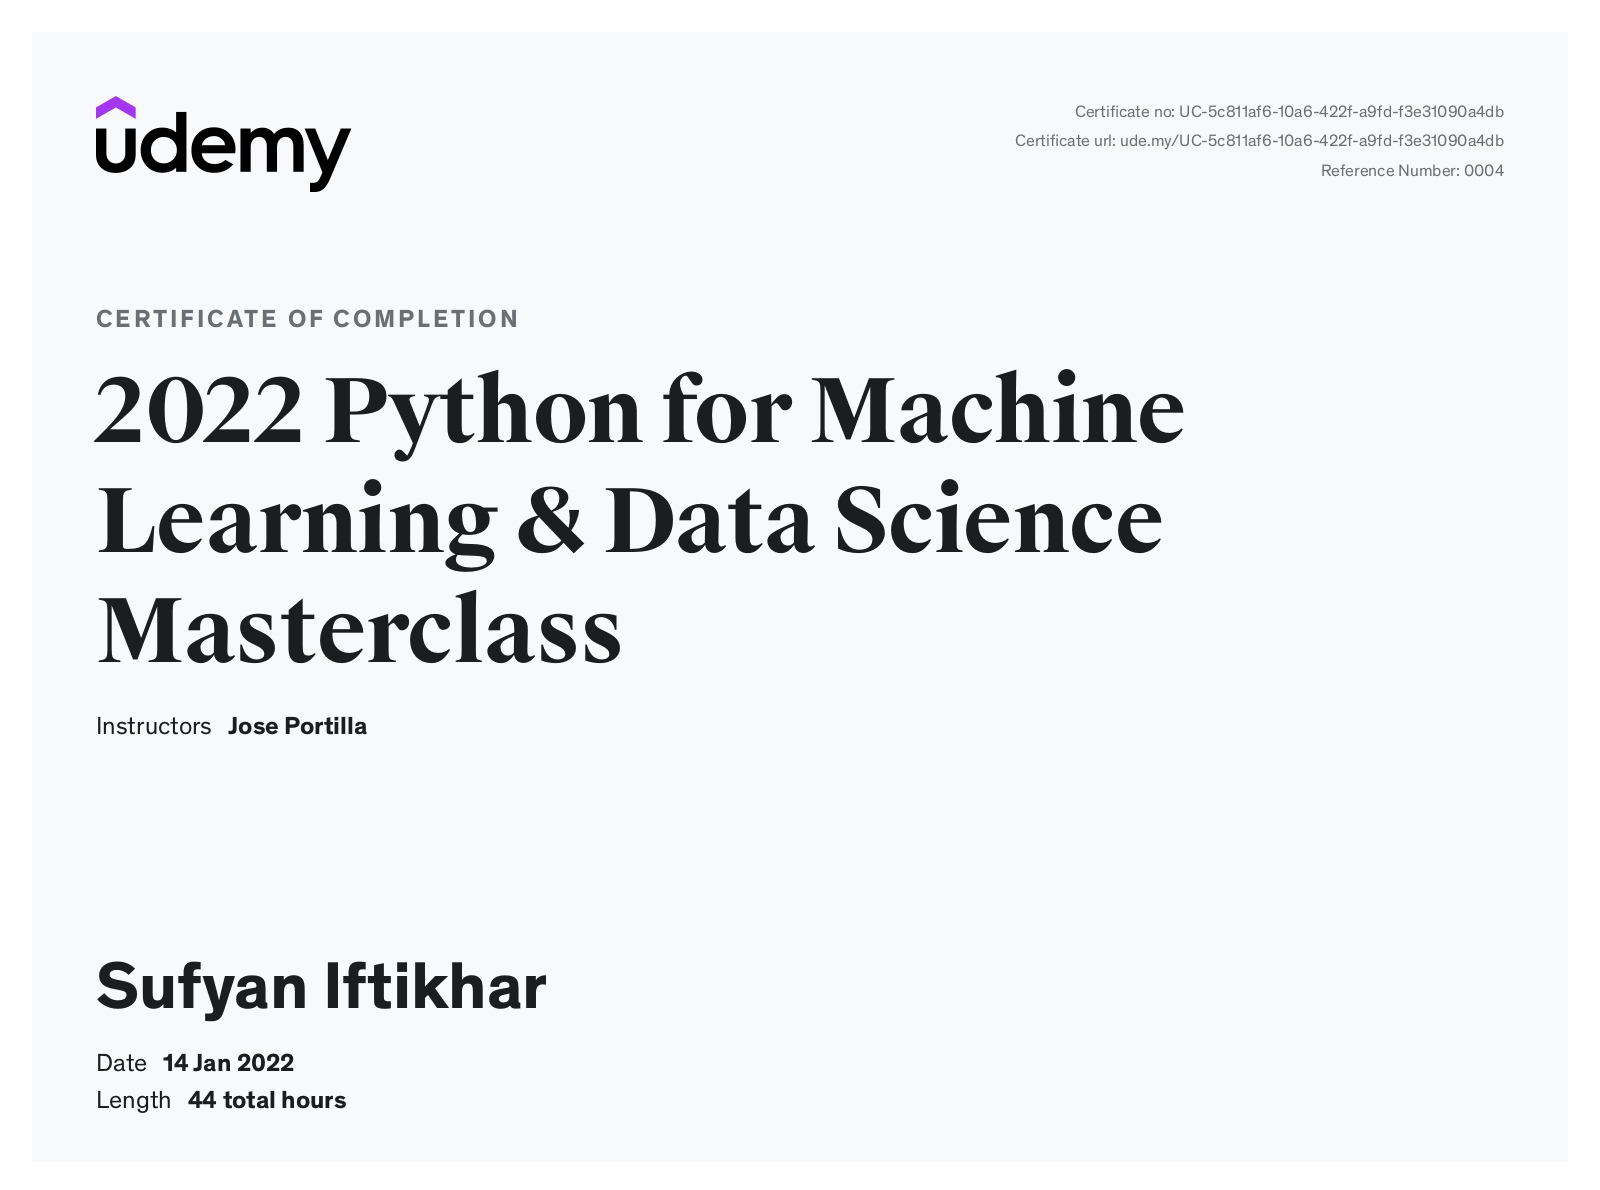 udemy
Certificate no: UC-5c811af6-10a6-422f-a9fd-f3e31090a4db
Certificate url: ude.my/UC-5c811af6-10a6-422f-a9fd-f3e31090a4db
Reference Number: 0004
CERTIFICATE OF COMPLETION
2022 Python for Machine
Learning & Data Science
Masterclass
Instructors Jose Portilla
Sufyan Iftikhar
Date 14 Jan 2022
Length 44 total hours